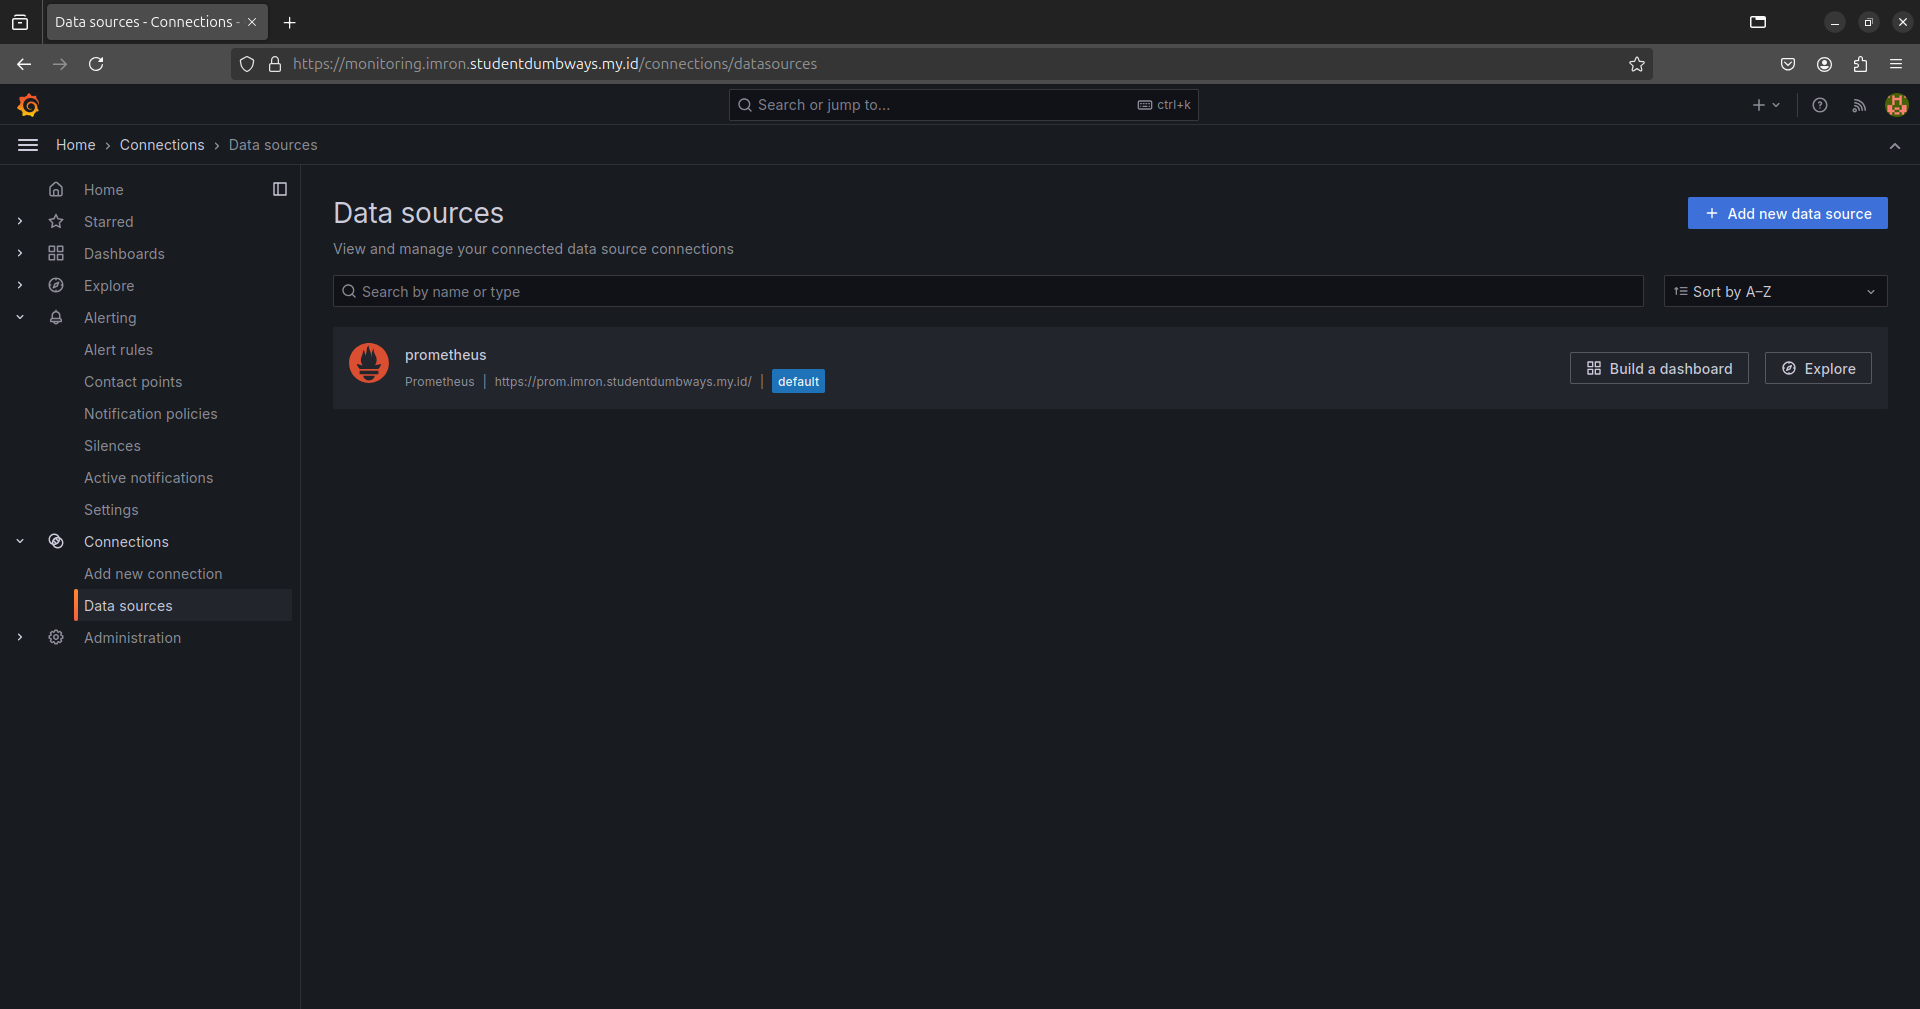 Data sources - Connections -
https://monitoring.imron.studentdumbways.my.id/connections/datasources
Search or jump to...
ctrl+k
Home
Connections
Data sources
Home
Starred
Dashboards
Explore
Alerting
Alert rules
Contact points
Notification policies
Silences
Active notifications
Settings
Connections
Add new connection
Data sources
Administration
Data sources
Add new data source
View and manage your connected data source connections
Search by name or type
Sort by A–Z
prometheus
Prometheus | https://prom.imron.studentdumbways.my.id/ | default
Build a dashboard
Explore